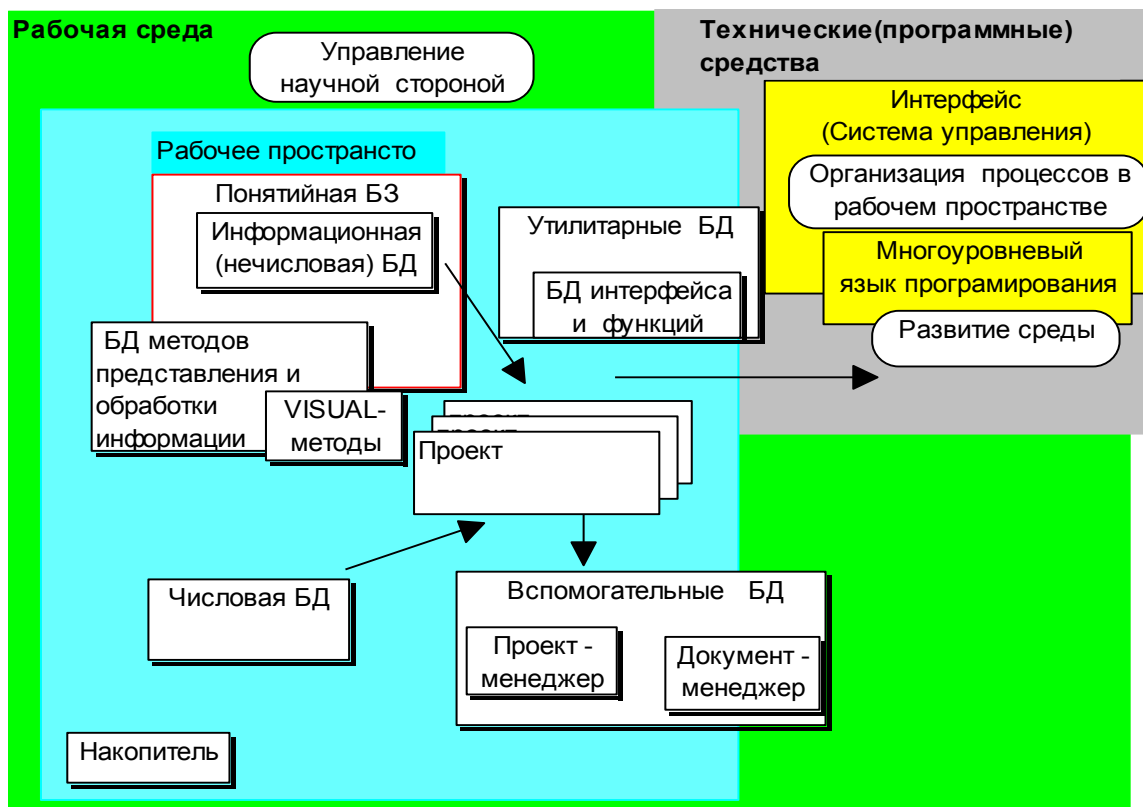 Рабочая среда
Управление
научной стороной
Технические(программные)
средства
Интерфейс
(Система управления)
Организация процессов в
рабочем пространстве
Многоуровневый
язык програмирования
Развитие среды
Рабочее пространсто
Понятийная БЗ
Информационная
(нечисловая) БД
Утилитарные БД
БД интерфейса
и функций
БД методов
представления и
обработки
информации
VISUAL-
методы
Проект
Числовая БД
Вспомогательные БД
Проект -
менеджер
Документ -
менеджер
Накопитель